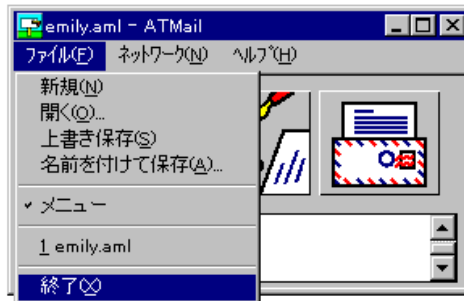 emily.aml - ATMail
ファイル(F) ネットワーク(N) ヘルプ(H)
新規(N)
開く(O)...
上書き保存(S)
名前を付けて保存(A)...
✓ メニュー
1 emily.aml
終了(X)